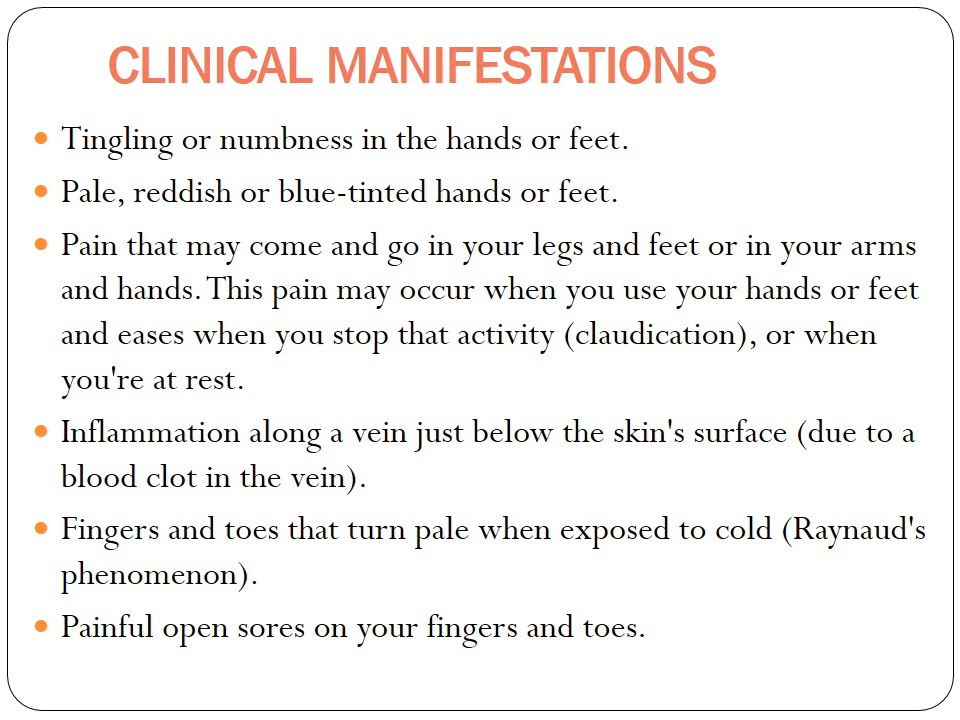 CLINICAL MANIFESTATIONS
• Tingling or numbness in the hands or feet.
• Pale, reddish or blue-tinted hands or feet.
• Pain that may come and go in your legs and feet or in your arms
and hands. This pain may occur when you use your hands or feet
and eases when you stop that activity (claudication), or when
you're at rest.
• Inflammation along a vein just below the skin's surface (due to a
blood clot in the vein).
• Fingers and toes that turn pale when exposed to cold (Raynaud's
phenomenon).
• Painful open sores on your fingers and toes.